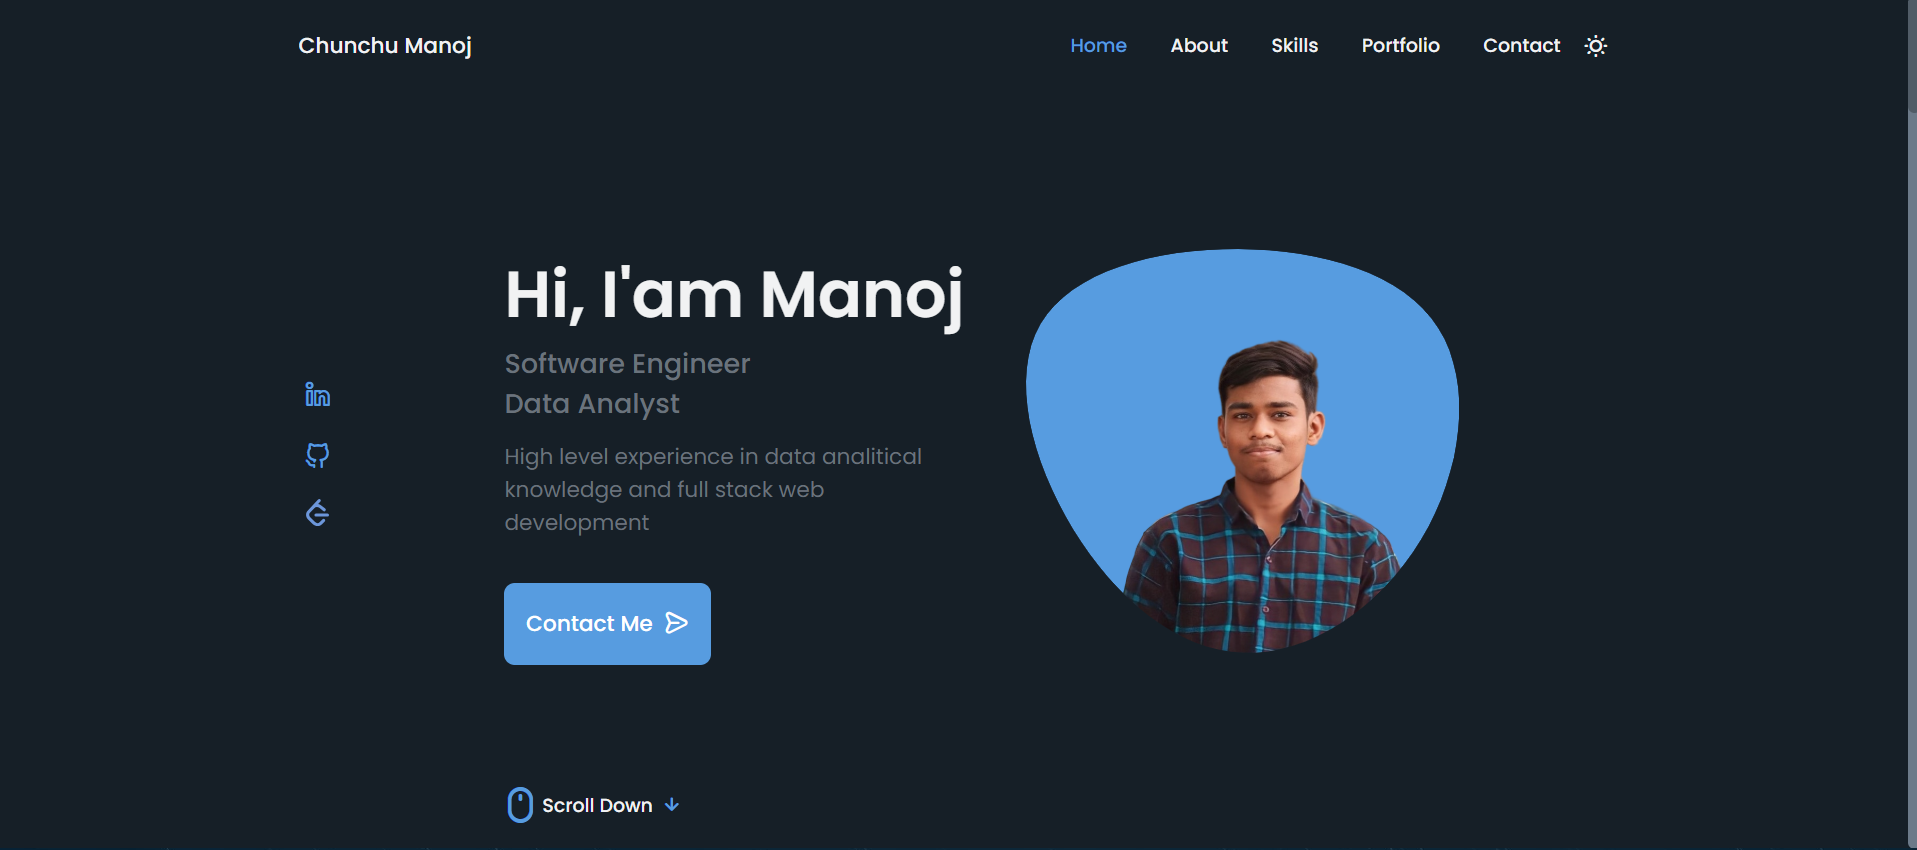 Chunchu Manoj
Home About Skills Portfolio Contact
Hi, I'am Manoj
Software Engineer
Data Analyst
High level experience in data analitical
knowledge and full stack web
development
Contact Me
Scroll Down